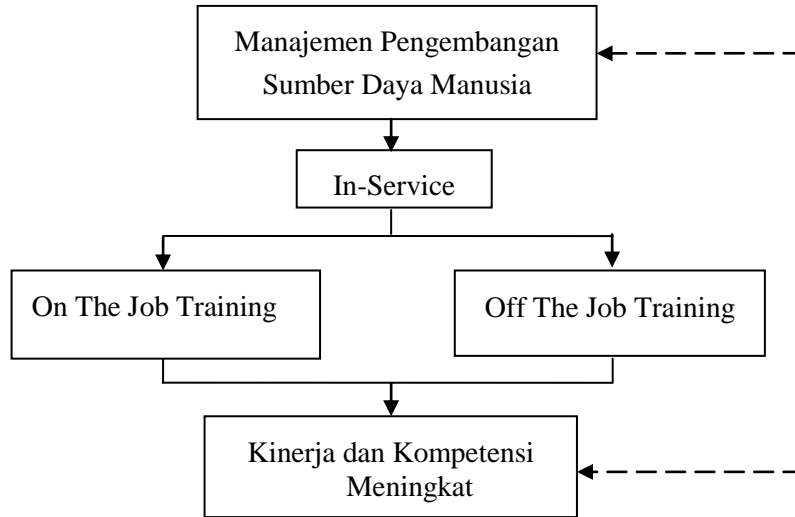 Manajemen Pengembangan
Sumber Daya Manusia
In-Service
On The Job Training
Off The Job Training
Kinerja dan Kompetensi
Meningkat